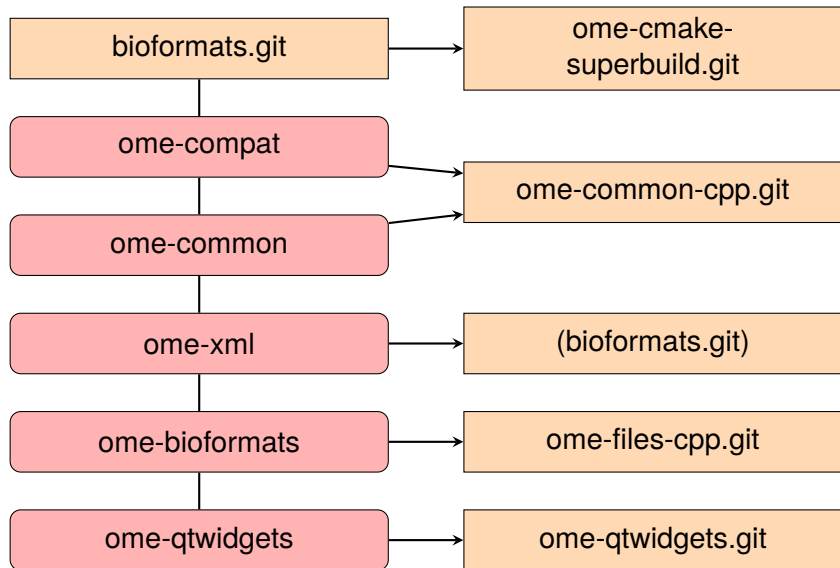 bioformats.git
ome-cmake-
superbuild.git
ome-compat
ome-common-cpp.git
ome-common
ome-xml
(bioformats.git)
ome-bioformats
ome-files-cpp.git
ome-qtwidgets
ome-qtwidgets.git